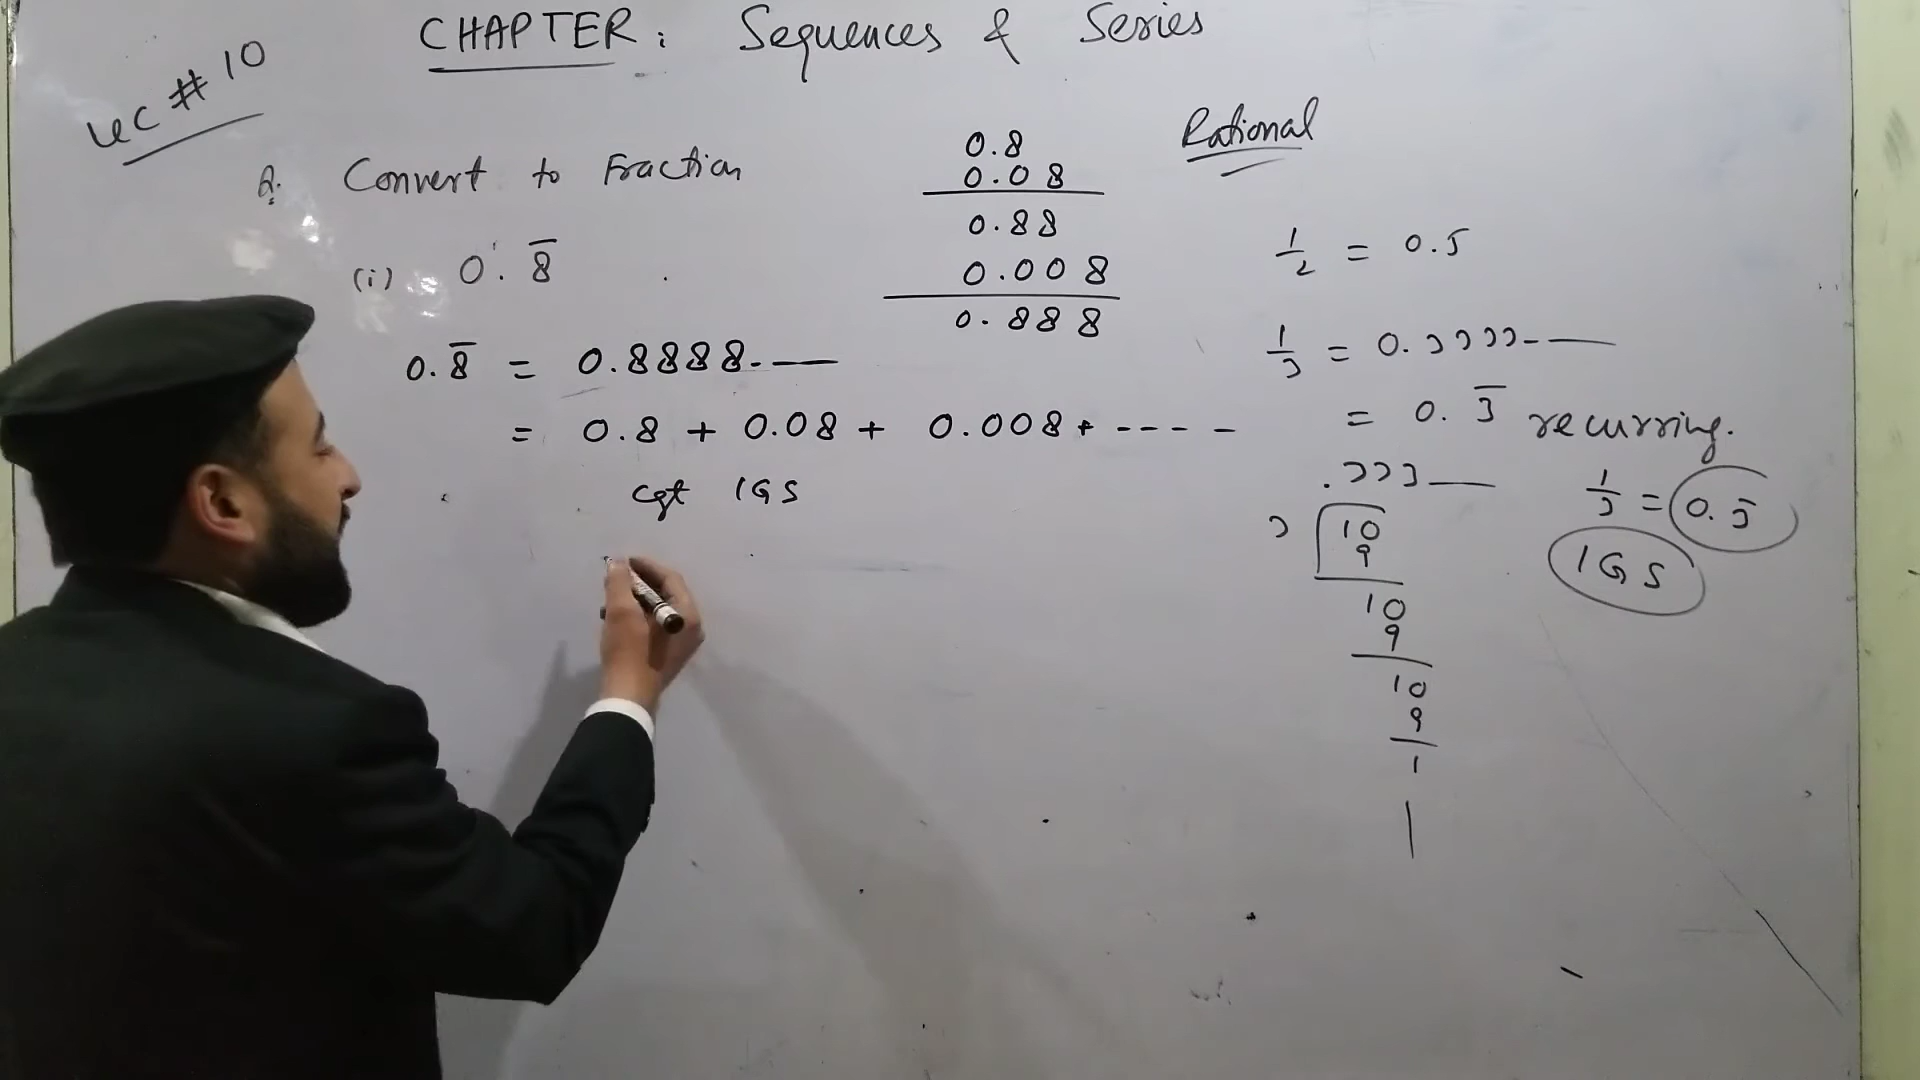 CHAPTER: Sequences & Series
Lec # 10
Q: Convert to Fraction
(i) 0.8̅
0.8̅ = 0.8888.——
= 0.8 + 0.08 + 0.008 + - - - -
cgt IGS
0.8
0.08
0.88
0.008
0.888
Rational
1/2 = 0.5
1/3 = 0.3333-——
= 0.3̅ recurring.
.333——
3 10
9
10
9
10
9
1
1/3 = 0.3̅
IGS